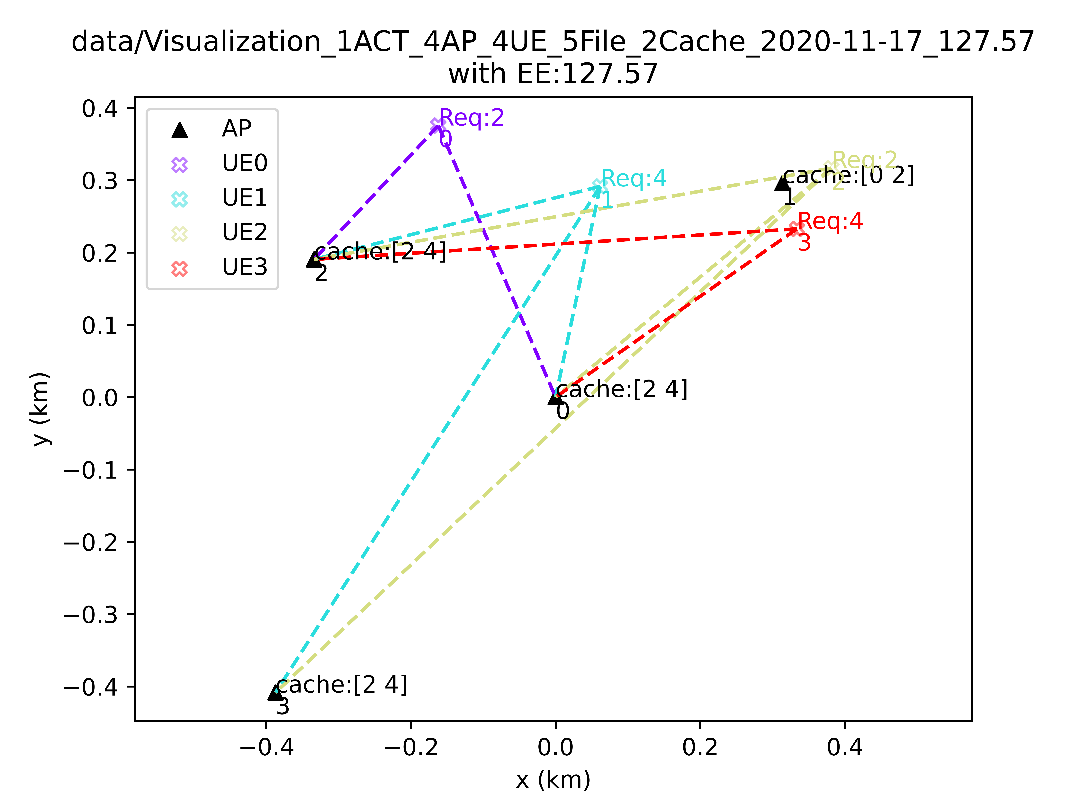 data/Visualization_1ACT_4AP_4UE_5File_2Cache_2020-11-17_127.57
with EE:127.57
AP
UE0
UE1
UE2
UE3
Req:2
0
Req:4
1
Req:2
2
cache:[0 2]
1
Req:4
3
cache:[2 4]
2
cache:[2 4]
0
cache:[2 4]
3
0.4
0.3
0.2
0.1
0.0
−0.1
−0.2
−0.3
−0.4
y (km)
−0.4
−0.2
0.0
0.2
0.4
x (km)